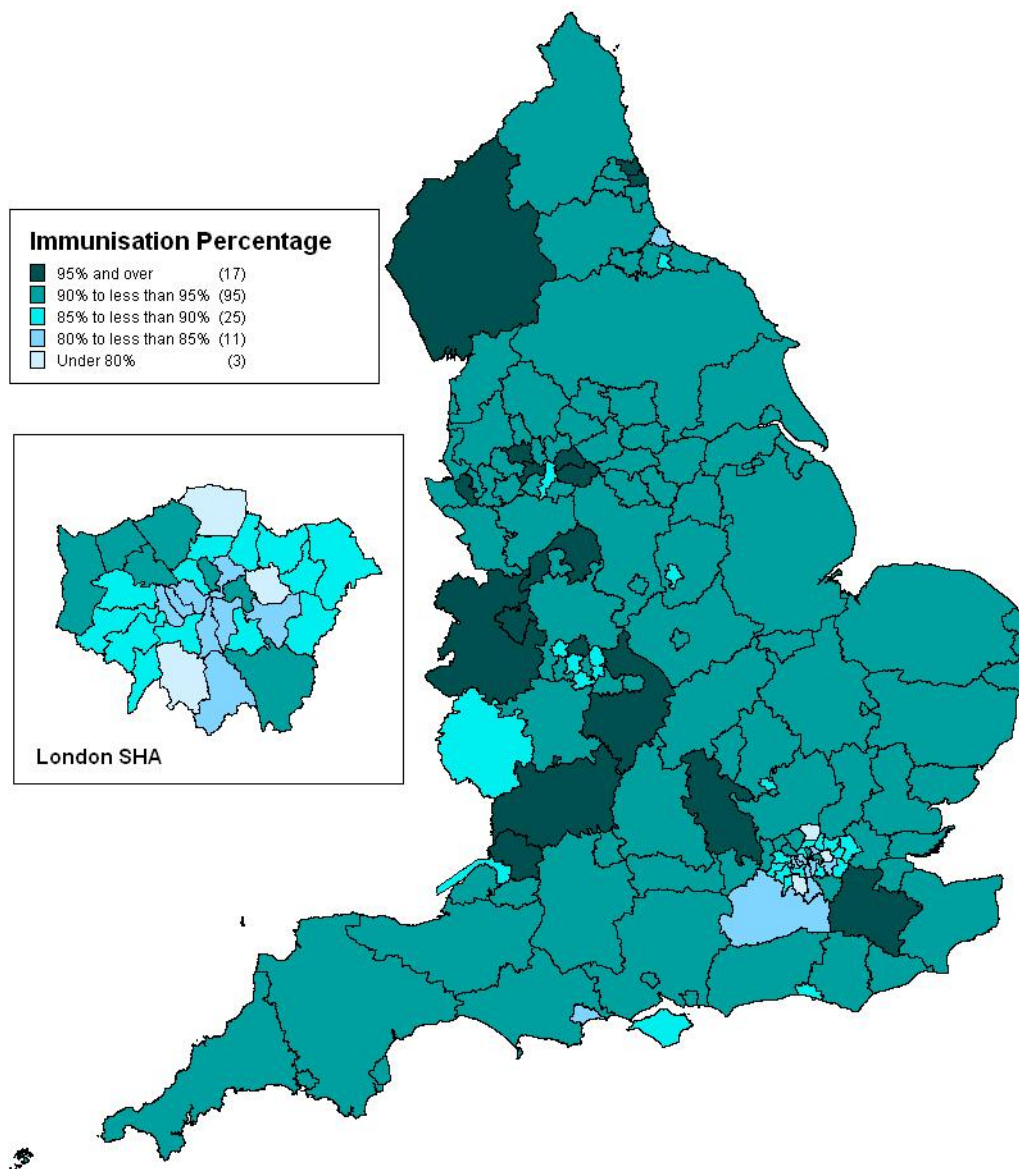 Immunisation Percentage
95% and over (17)
90% to less than 95% (95)
85% to less than 90% (25)
80% to less than 85% (11)
Under 80% (3)
London SHA